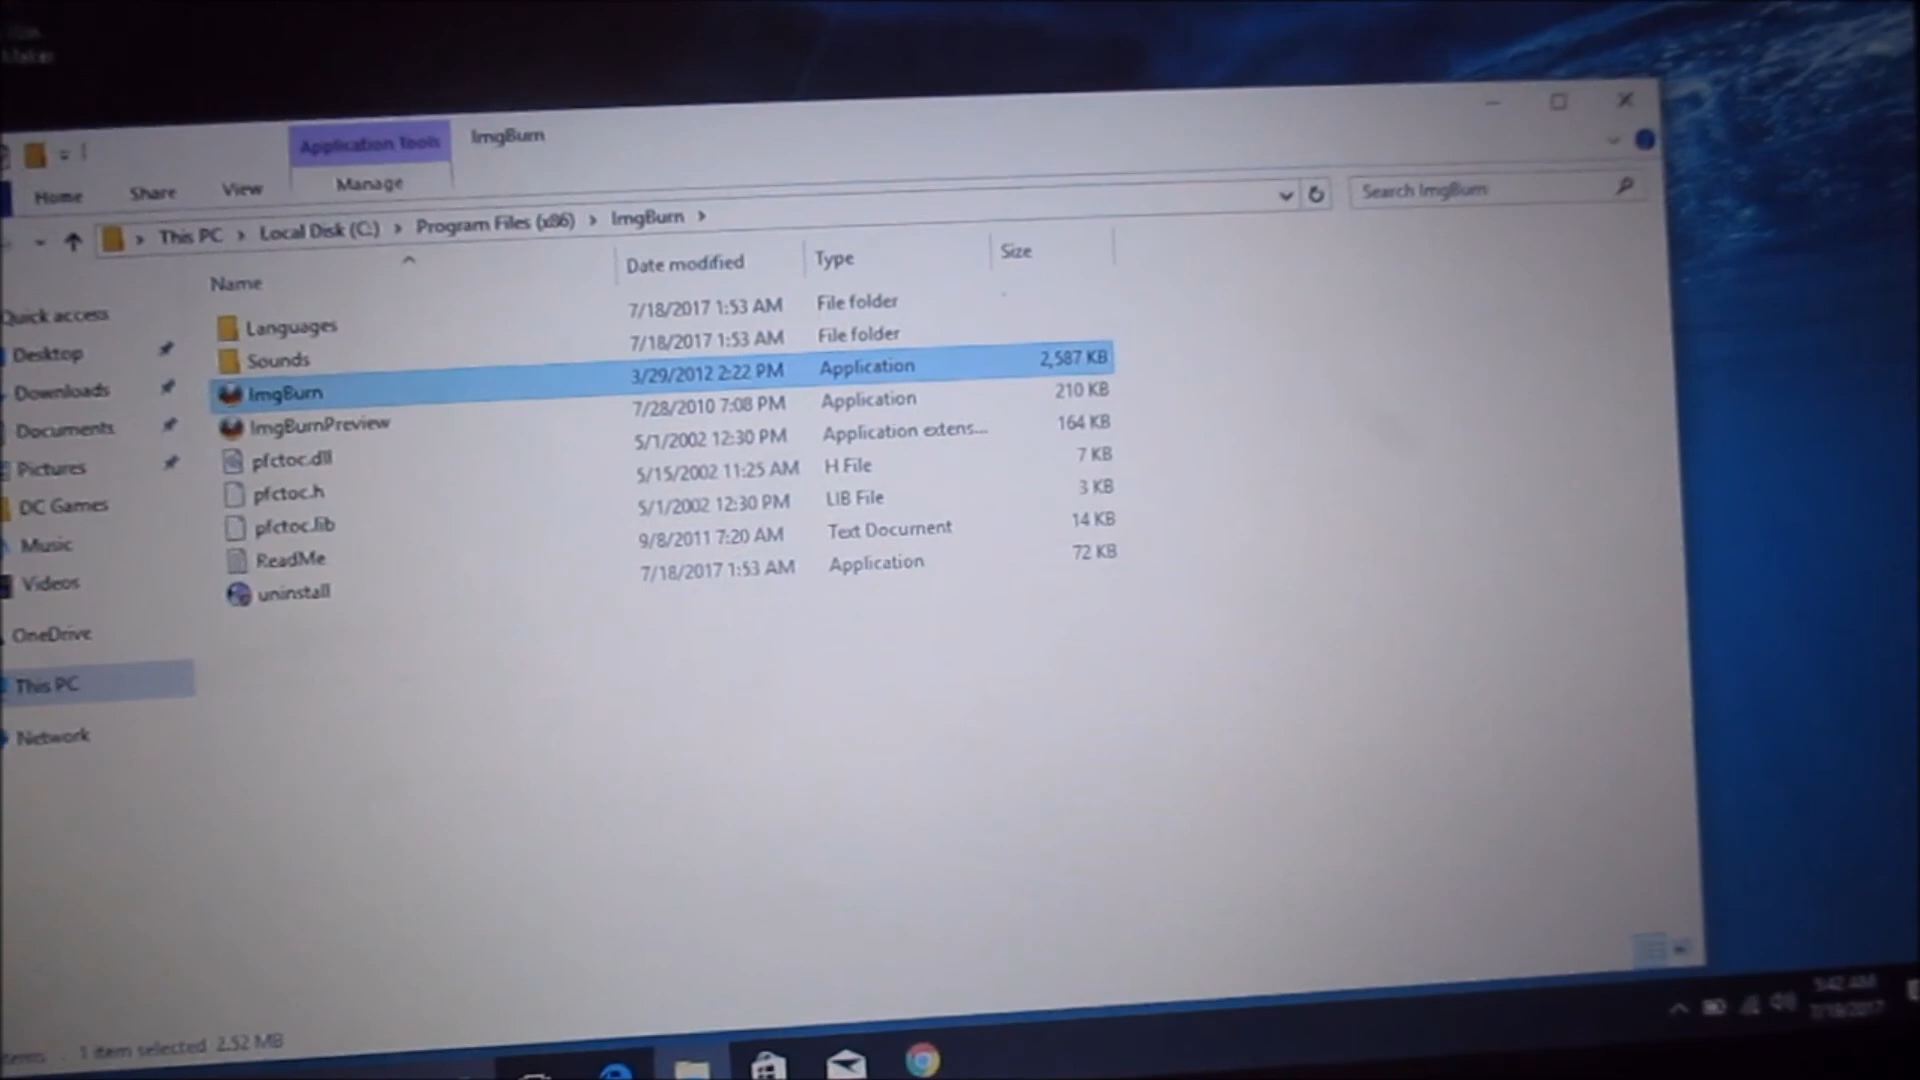 Application Tools ImgBurn
Home Share View Manage
This PC > Local Disk (C:) > Program Files (x86) > ImgBurn >
Search ImgBurn
Name Date modified Type Size
Languages 7/18/2017 1:53 AM File folder
Sounds 7/18/2017 1:53 AM File folder
ImgBurn 3/29/2012 2:22 PM Application 2,587 KB
ImgBurnPreview 7/28/2010 7:08 PM Application 210 KB
pfctoc.dll 5/1/2002 12:30 PM Application extens... 164 KB
pfctoc.h 5/15/2002 11:25 AM H File 7 KB
pfctoc.lib 5/1/2002 12:30 PM LIB File 3 KB
ReadMe 9/8/2011 7:20 AM Text Document 14 KB
uninstall 7/18/2017 1:53 AM Application 72 KB
Quick access
Desktop
Downloads
Documents
Pictures
DC Games
Music
Videos
OneDrive
This PC
Network
1 item selected 2.52 MB